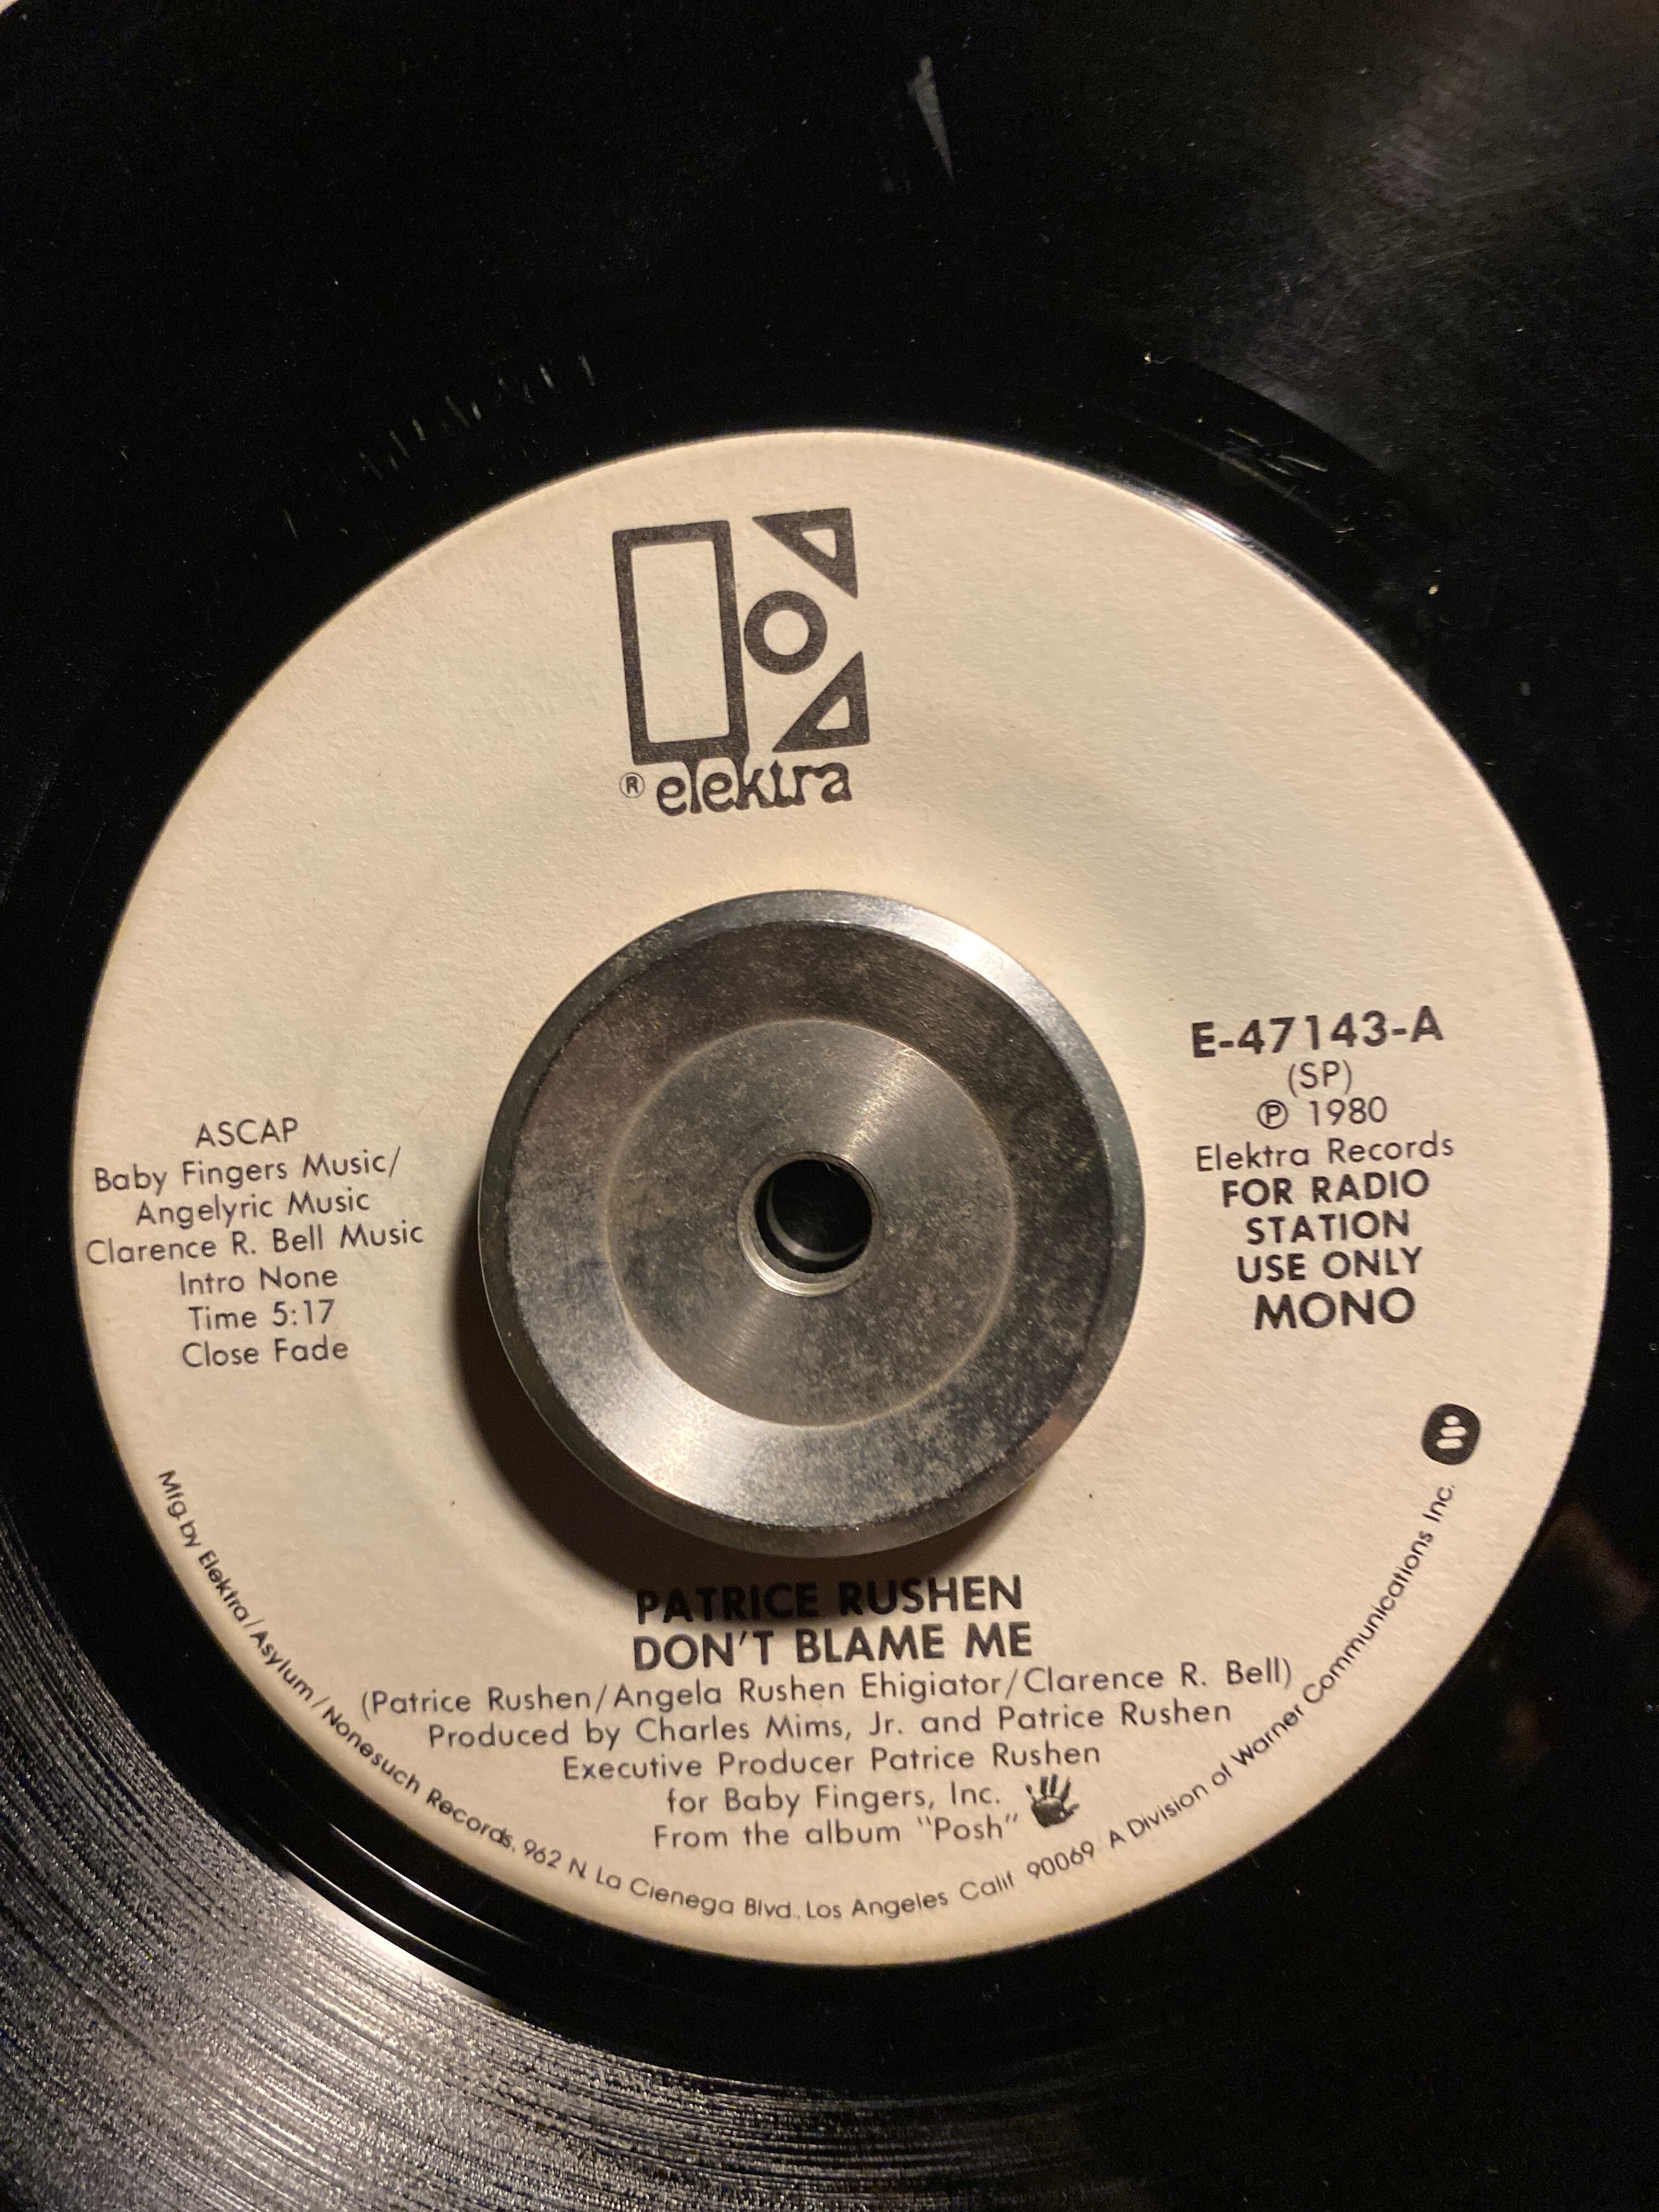 ® elektra
E-47143-A
(SP)
℗ 1980
Elektra Records
FOR RADIO
STATION
USE ONLY
MONO
ASCAP
Baby Fingers Music/
Angelyric Music
Clarence R. Bell Music
Intro None
Time 5:17
Close Fade
PATRICE RUSHEN
DON'T BLAME ME
(Patrice Rushen/Angela Rushen Ehigiator/Clarence R. Bell)
Produced by Charles Mims, Jr. and Patrice Rushen
Executive Producer Patrice Rushen
for Baby Fingers, Inc.
From the album "Posh"
Mfg. by Elektra/Asylum/Nonesuch Records, 962 N. La Cienega Blvd., Los Angeles Calif. 90069 A Division of Warner Communications Inc.